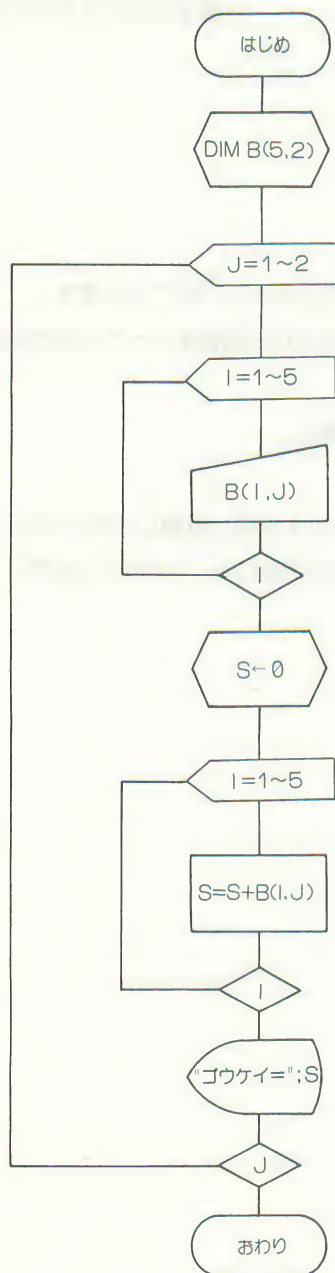 はじめ
DIM B(5,2)
J=1~2
I=1~5
B(I,J)
I
S←0
I=1~5
S=S+B(I,J)
I
"ゴウケイ=";S
J
おわり